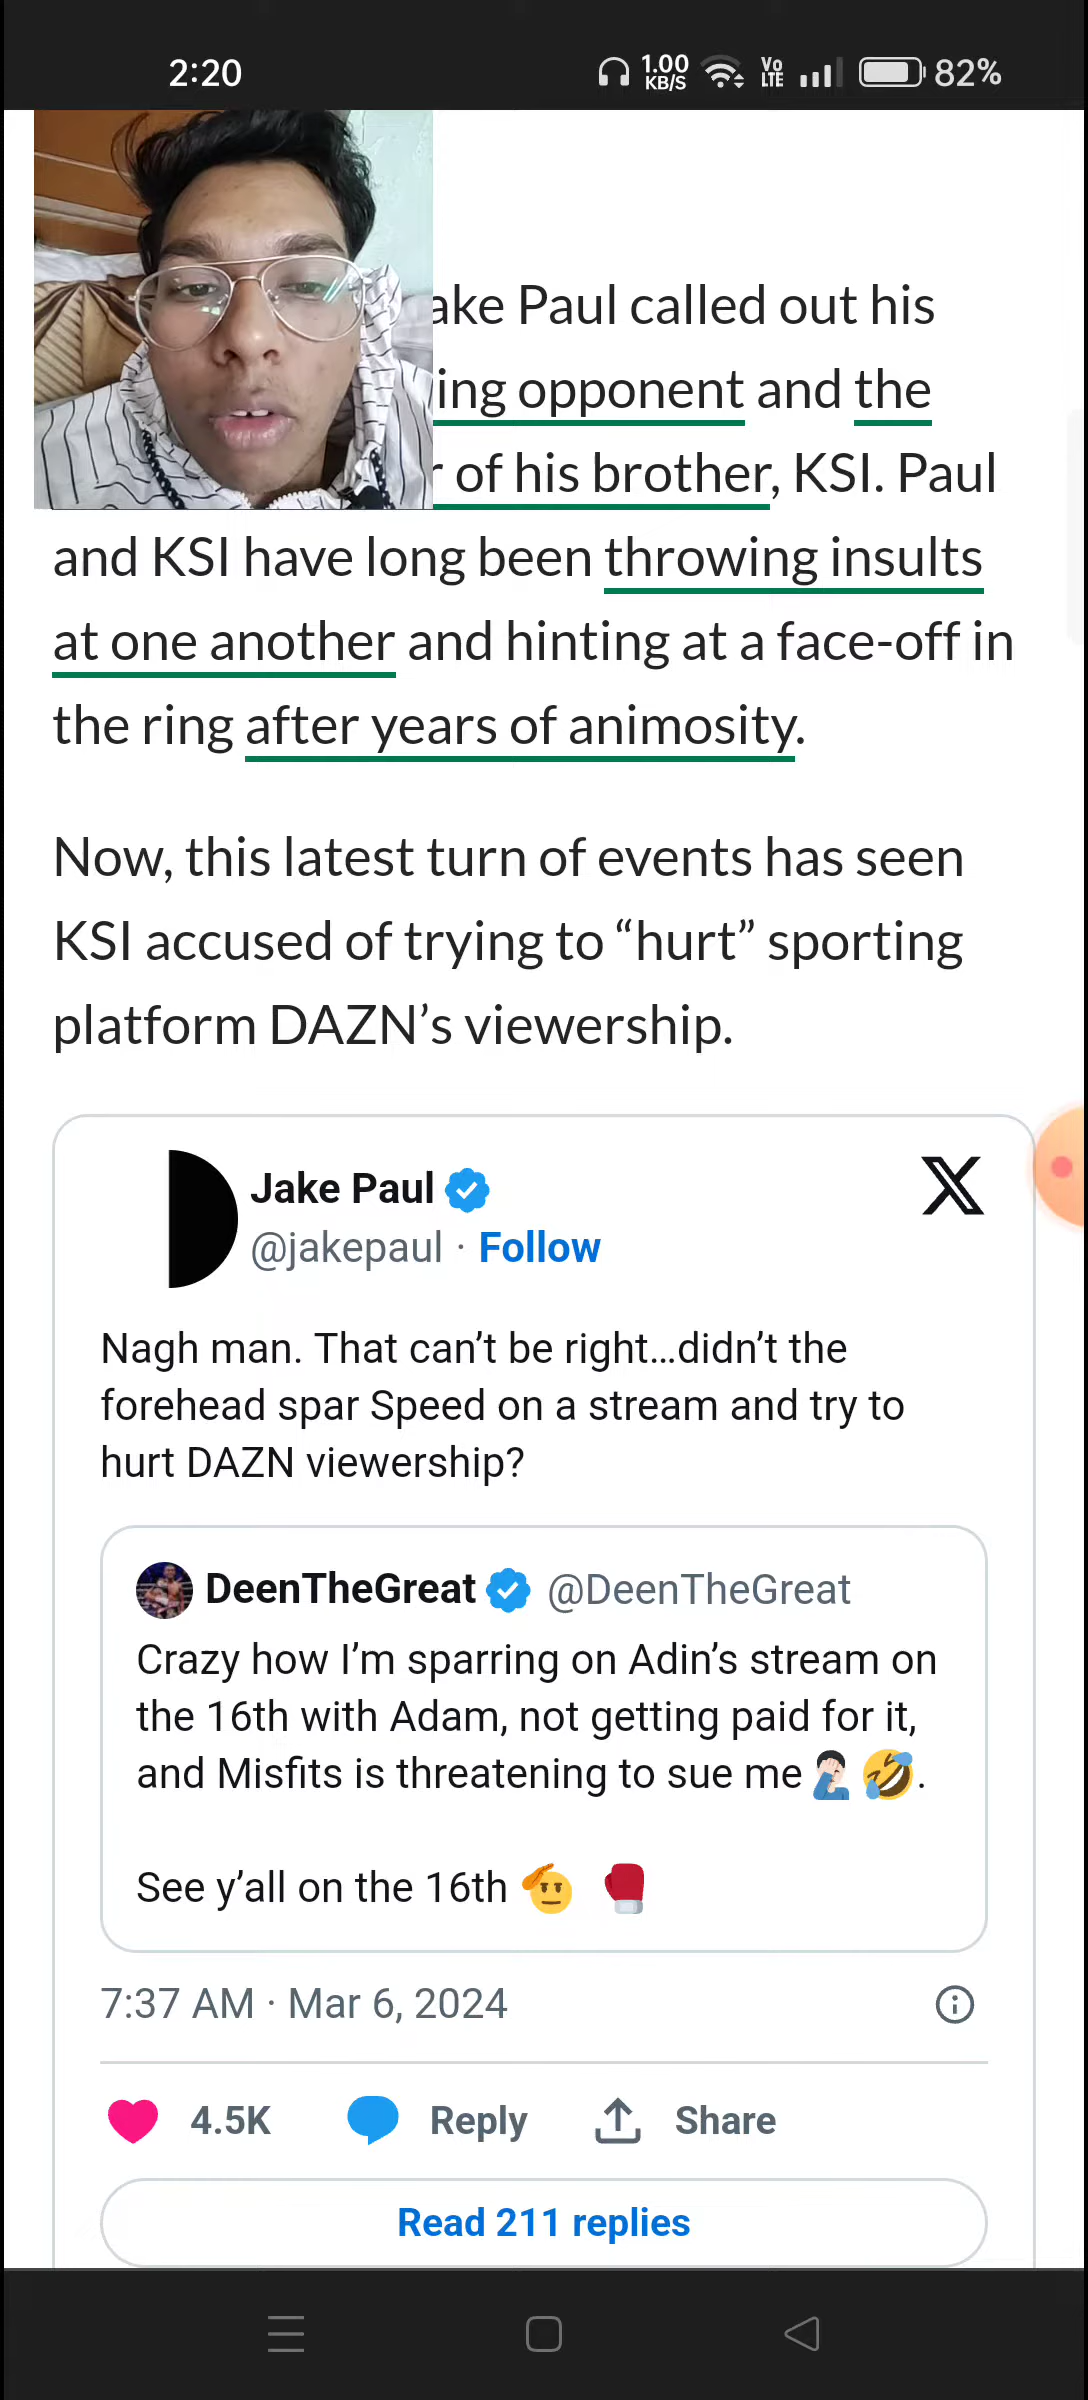 2:20
1.00
KB/S
Vo
LTE
82%
ake Paul called out his
ing opponent and the
r of his brother, KSI. Paul
and KSI have long been throwing insults
at one another and hinting at a face-off in
the ring after years of animosity.
Now, this latest turn of events has seen
KSI accused of trying to “hurt” sporting
platform DAZN’s viewership.
Jake Paul
@jakepaul · Follow
Nagh man. That can’t be right...didn’t the
forehead spar Speed on a stream and try to
hurt DAZN viewership?
DeenTheGreat @DeenTheGreat
Crazy how I’m sparring on Adin’s stream on
the 16th with Adam, not getting paid for it,
and Misfits is threatening to sue me 🤦🏻‍♂️🤣.
See y’all on the 16th 🫡 🥊
7:37 AM · Mar 6, 2024
4.5K Reply Share
Read 211 replies